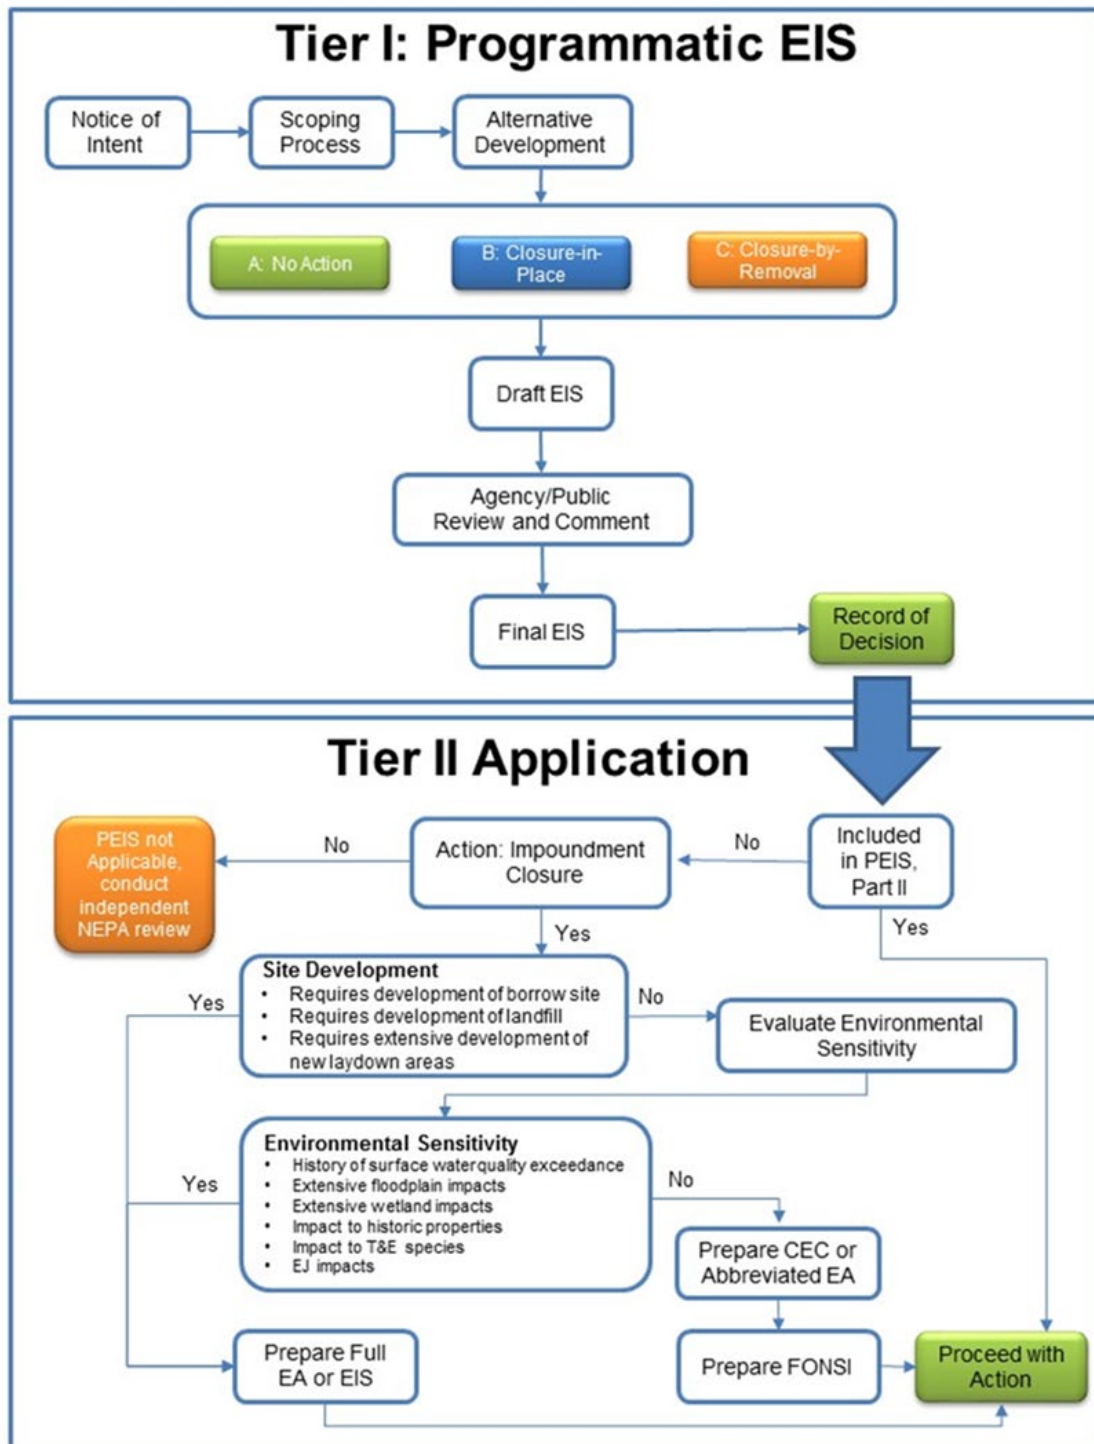 Tier I: Programmatic EIS
Notice of
Intent
Scoping
Process
Alternative
Development
A: No Action
B: Closure-in-
Place
C: Closure-by-
Removal
Draft EIS
Agency/Public
Review and Comment
Final EIS
Record of
Decision
Tier II Application
PEIS not
Applicable,
conduct
independent
NEPA review
No
Action: Impoundment
Closure
No
Included
in PEIS,
Part II
Yes
Yes
Site Development
• Requires development of borrow site
• Requires development of landfill
• Requires extensive development of
new laydown areas
Yes
No
Evaluate Environmental
Sensitivity
Environmental Sensitivity
• History of surface water quality exceedance
• Extensive floodplain impacts
• Extensive wetland impacts
• Impact to historic properties
• Impact to T&E species
• EJ impacts
Yes
No
Prepare CEC or
Abbreviated EA
Prepare Full
EA or EIS
Prepare FONSI
Proceed with
Action